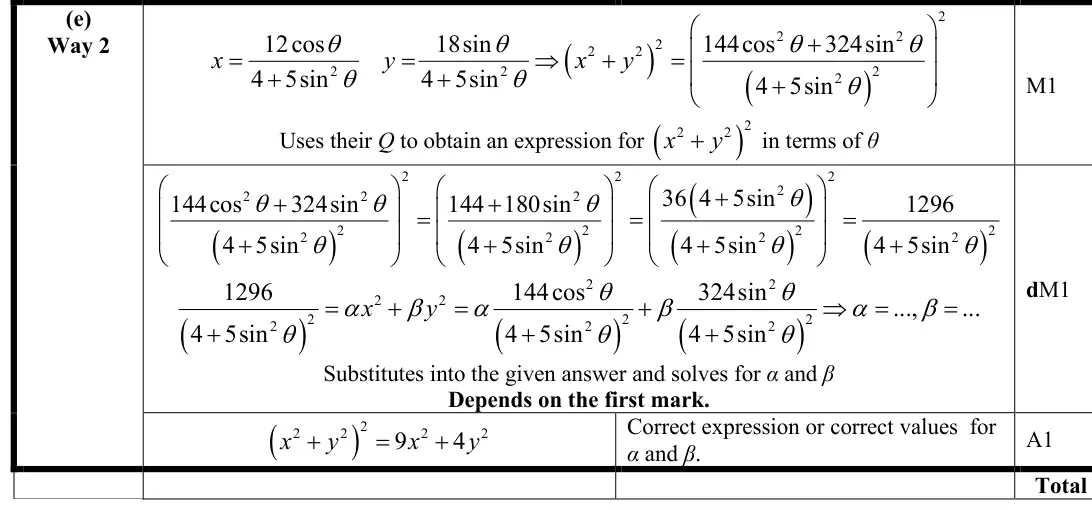 (e)
Way 2
x = 12cosθ / (4 + 5sin²θ)   y = 18sinθ / (4 + 5sin²θ) ⇒ (x² + y²)² = ((144cos²θ + 324sin²θ) / (4 + 5sin²θ)²)²
M1
Uses their Q to obtain an expression for (x² + y²)² in terms of θ
((144cos²θ + 324sin²θ) / (4 + 5sin²θ)²)² = ((144 + 180sin²θ) / (4 + 5sin²θ)²)² = (36(4 + 5sin²θ) / (4 + 5sin²θ)²)² = 1296 / (4 + 5sin²θ)²
1296 / (4 + 5sin²θ)² = αx² + βy² = α 144cos²θ / (4 + 5sin²θ)² + β 324sin²θ / (4 + 5sin²θ)² ⇒ α = ..., β = ...
dM1
Substitutes into the given answer and solves for α and β
Depends on the first mark.
(x² + y²)² = 9x² + 4y²
Correct expression or correct values for
α and β.
A1
Total